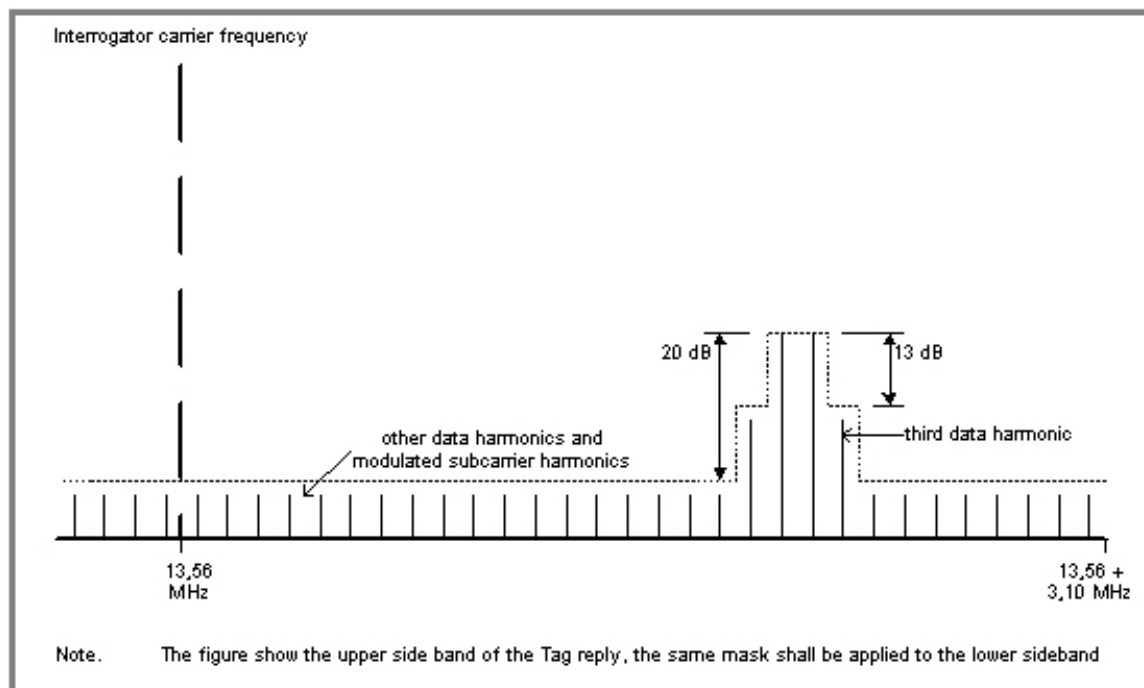 Interrogator carrier frequency
20 dB
13 dB
other data harmonics and
modulated subcarrier harmonics
third data harmonic
13,56
MHz
13,56 +
3,10 MHz
Note. The figure show the upper side band of the Tag reply, the same mask shall be applied to the lower sideband